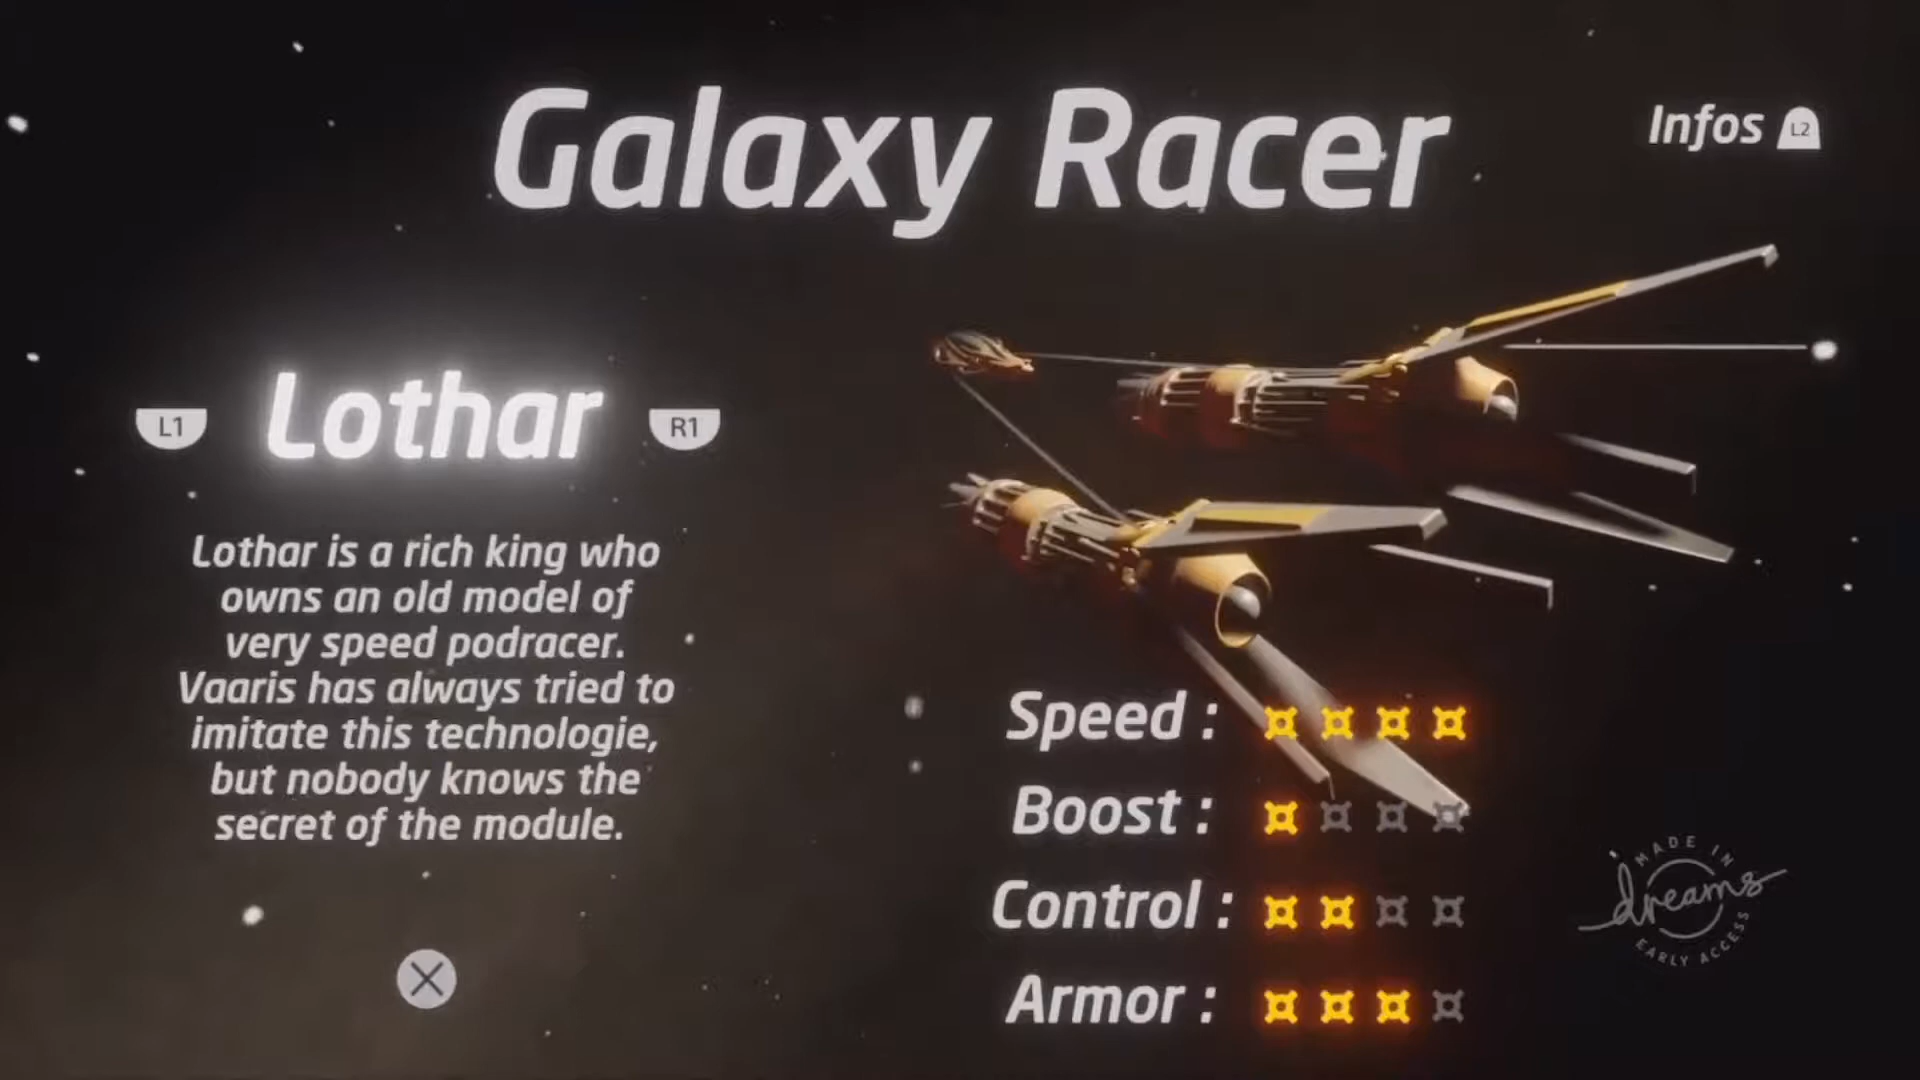 Galaxy Racer
Infos L2
L1 Lothar R1
Lothar is a rich king who
owns an old model of
very speed podracer.
Vaaris has always tried to
imitate this technologie,
but nobody knows the
secret of the module.
Speed :
Boost :
Control :
Armor :
MADE IN
dreams
EARLY ACCESS